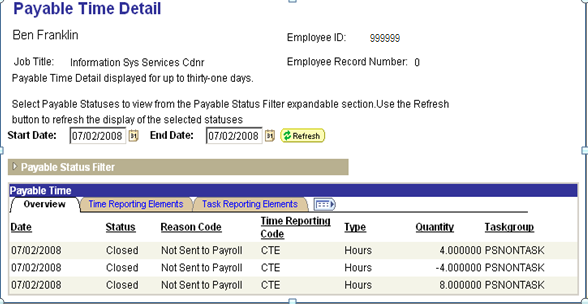 Payable Time Detail
Ben Franklin
Employee ID: 999999
Job Title: Information Sys Services Cdnr
Employee Record Number: 0
Payable Time Detail displayed for up to thirty-one days.
Select Payable Statuses to view from the Payable Status Filter expandable section.Use the Refresh
button to refresh the display of the selected statuses
Start Date: 07/02/2008 31 End Date: 07/02/2008 31 Refresh
Payable Status Filter
Payable Time
Overview Time Reporting Elements Task Reporting Elements
Date Status Reason Code Time Reporting Code Type Quantity Taskgroup
07/02/2008 Closed Not Sent to Payroll CTE Hours 4.000000 PSNONTASK
07/02/2008 Closed Not Sent to Payroll CTE Hours -4.000000 PSNONTASK
07/02/2008 Closed Not Sent to Payroll CTE Hours 8.000000 PSNONTASK